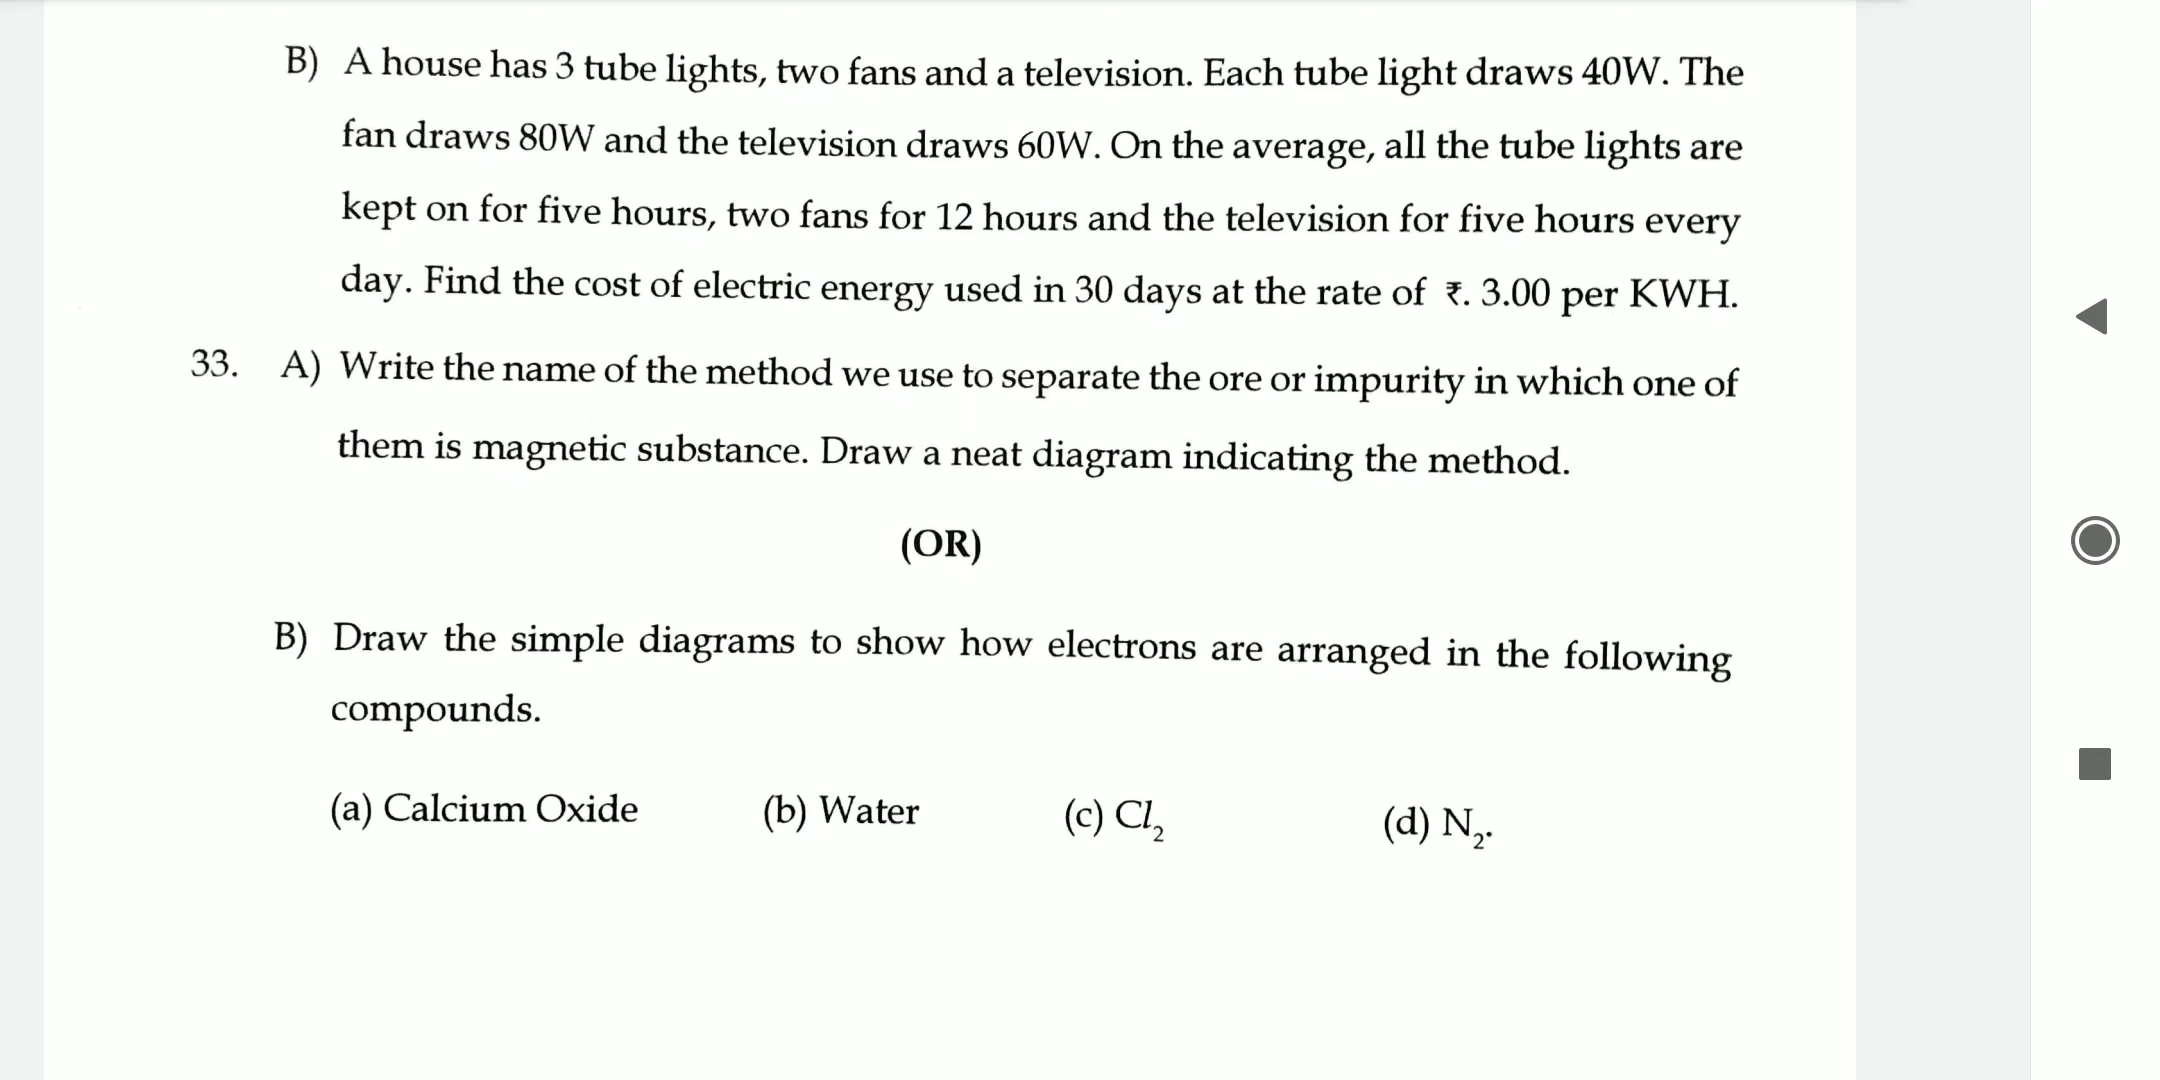 B) A house has 3 tube lights, two fans and a television. Each tube light draws 40W. The
fan draws 80W and the television draws 60W. On the average, all the tube lights are
kept on for five hours, two fans for 12 hours and the television for five hours every
day. Find the cost of electric energy used in 30 days at the rate of ₹. 3.00 per KWH.
33. A) Write the name of the method we use to separate the ore or impurity in which one of
them is magnetic substance. Draw a neat diagram indicating the method.
(OR)
B) Draw the simple diagrams to show how electrons are arranged in the following
compounds.
(a) Calcium Oxide (b) Water (c) Cl₂ (d) N₂.